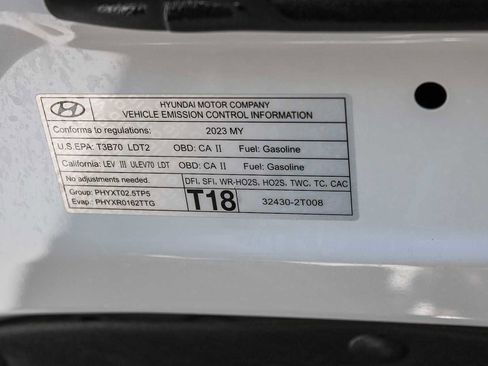 HYUNDAI MOTOR COMPANY
VEHICLE EMISSION CONTROL INFORMATION
Conforms to regulations: 2023 MY
U.S.EPA: T3B70 LDT2 OBD: CA II Fuel: Gasoline
California: LEV III ULEV70 LDT OBD: CA II Fuel: Gasoline
No adjustments needed. DFI, SFI, WR-HO2S, HO2S, TWC, TC, CAC
Group: PHYXT02.5TP5
Evap.: PHYXR0162TTG
T18 32430-2T008